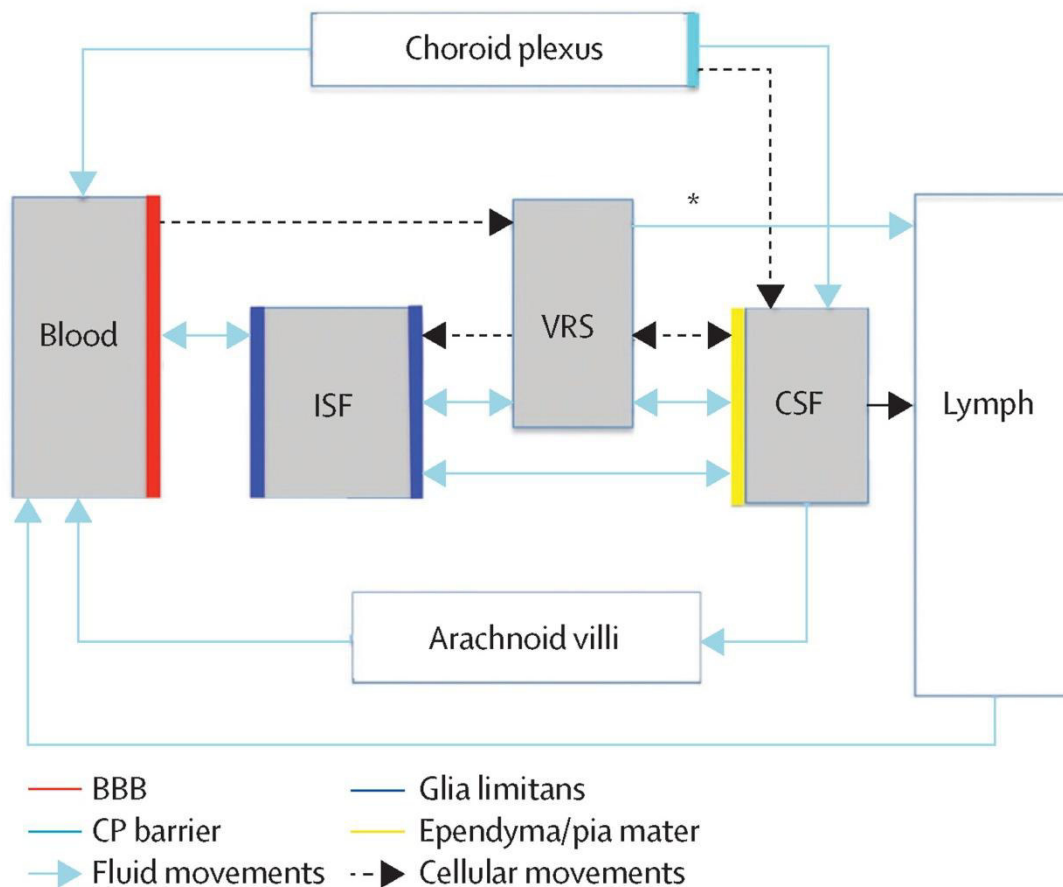 Choroid plexus
*
Blood
ISF
VRS
CSF
Lymph
Arachnoid villi
BBB
Glia limitans
CP barrier
Ependyma/pia mater
Fluid movements
Cellular movements